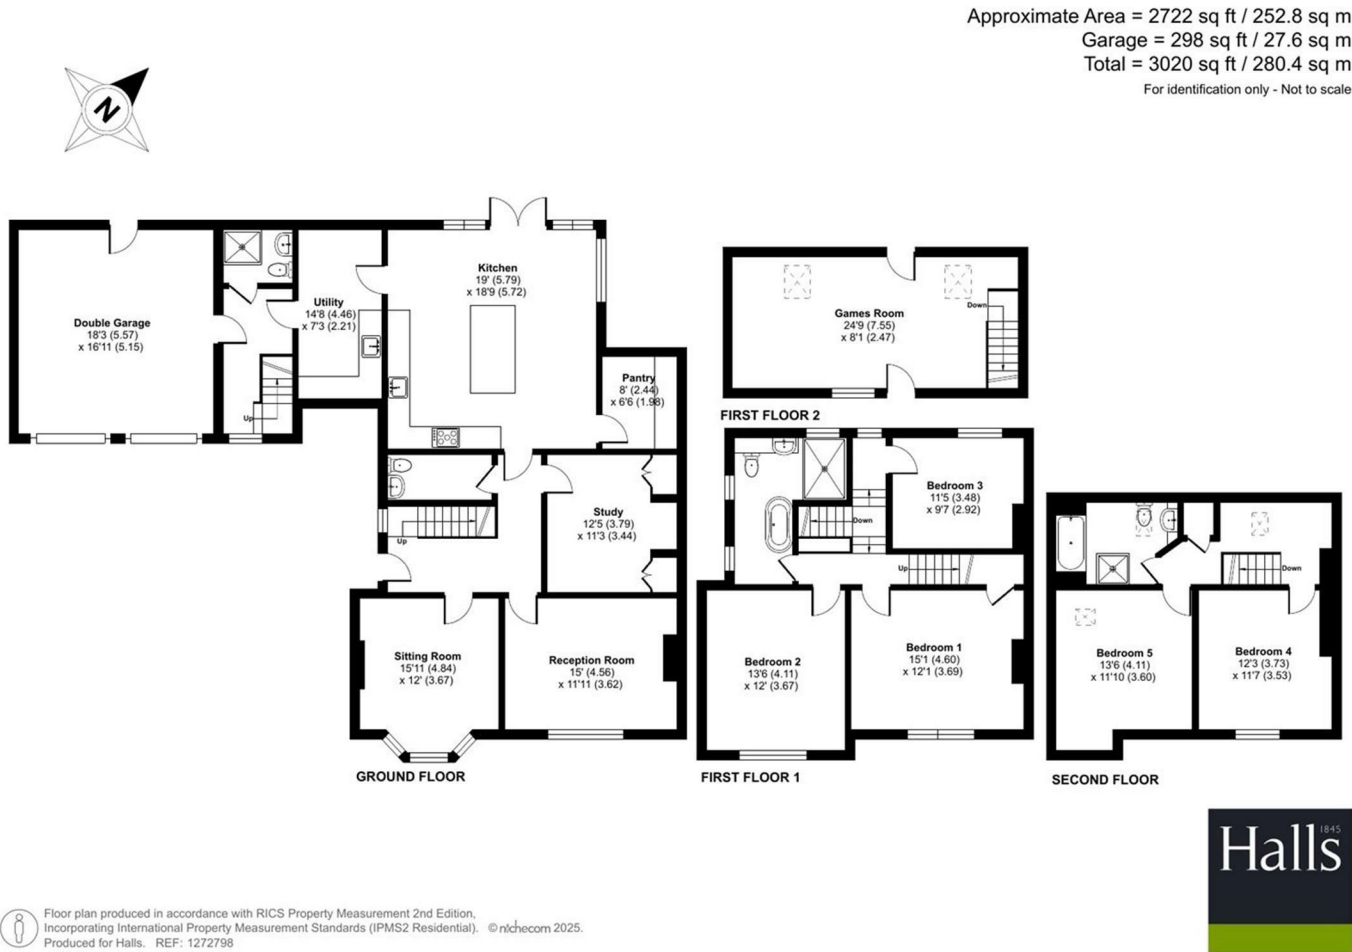 Approximate Area = 2722 sq ft / 252.8 sq m
Garage = 298 sq ft / 27.6 sq m
Total = 3020 sq ft / 280.4 sq m
For identification only - Not to scale
N
Double Garage
18'3 (5.57)
x 16'11 (5.15)
Up
Utility
14'8 (4.46)
x 7'3 (2.21)
Kitchen
19' (5.79)
x 18'9 (5.72)
Pantry
8' (2.44)
x 6'6 (1.98)
Study
12'5 (3.79)
x 11'3 (3.44)
Up
Sitting Room
15'11 (4.84)
x 12' (3.67)
Reception Room
15' (4.56)
x 11'11 (3.62)
GROUND FLOOR
Games Room
24'9 (7.55)
x 8'1 (2.47)
Down
FIRST FLOOR 2
Bedroom 3
11'5 (3.48)
x 9'7 (2.92)
Down
Up
Bedroom 2
13'6 (4.11)
x 12' (3.67)
Bedroom 1
15'1 (4.60)
x 12'1 (3.69)
FIRST FLOOR 1
Down
Bedroom 5
13'6 (4.11)
x 11'10 (3.60)
Bedroom 4
12'3 (3.73)
x 11'7 (3.53)
SECOND FLOOR
Halls
1845
Floor plan produced in accordance with RICS Property Measurement 2nd Edition,
Incorporating International Property Measurement Standards (IPMS2 Residential). © nichecom 2025.
Produced for Halls. REF: 1272798